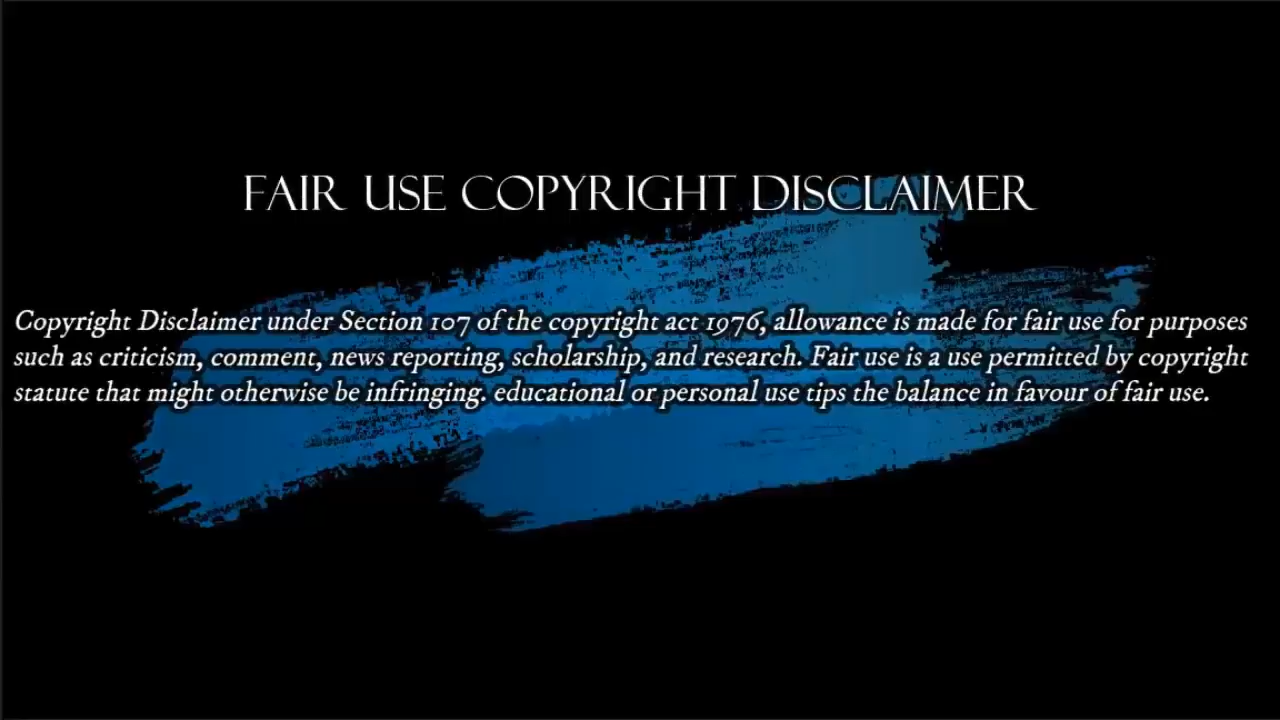 FAIR USE COPYRIGHT DISCLAIMER
Copyright Disclaimer under Section 107 of the copyright act 1976, allowance is made for fair use for purposes
such as criticism, comment, news reporting, scholarship, and research. Fair use is a use permitted by copyright
statute that might otherwise be infringing. educational or personal use tips the balance in favour of fair use.